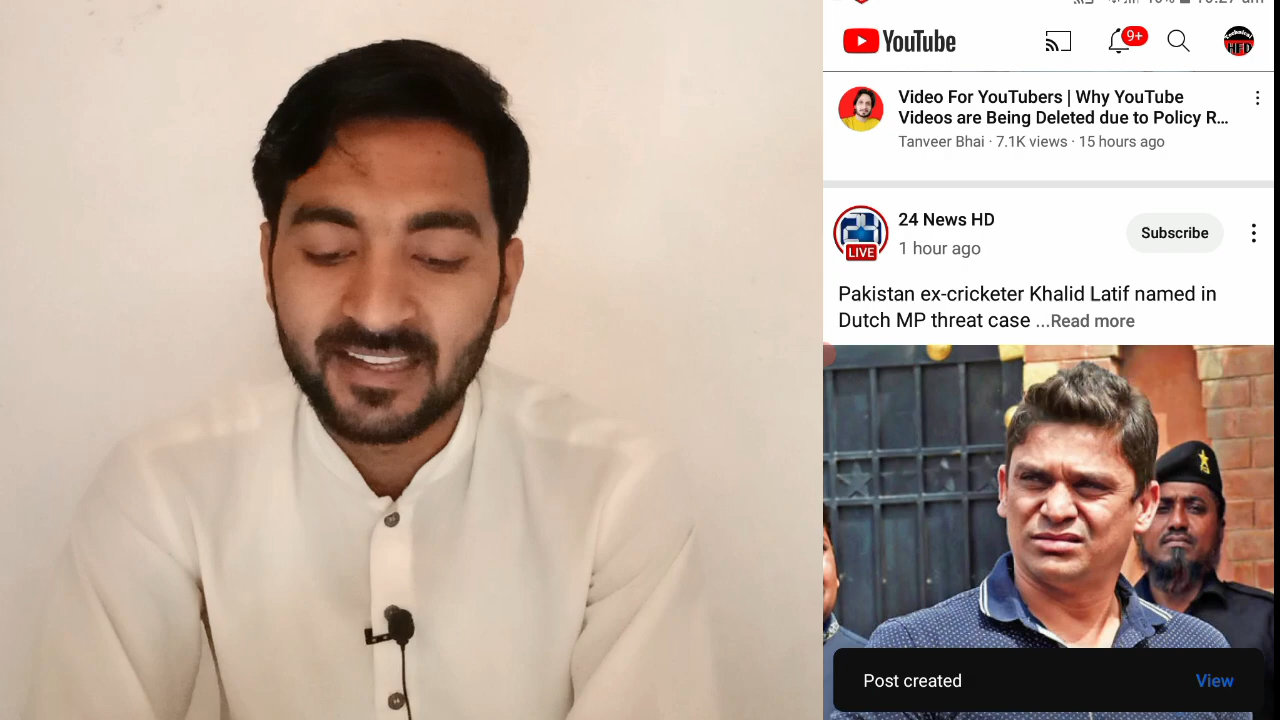 YouTube
9+
Technical
HFD
Video For YouTubers | Why YouTube
Videos are Being Deleted due to Policy R...
Tanveer Bhai · 7.1K views · 15 hours ago
24 News HD
Subscribe
LIVE
1 hour ago
Pakistan ex-cricketer Khalid Latif named in
Dutch MP threat case ...Read more
Post created
View